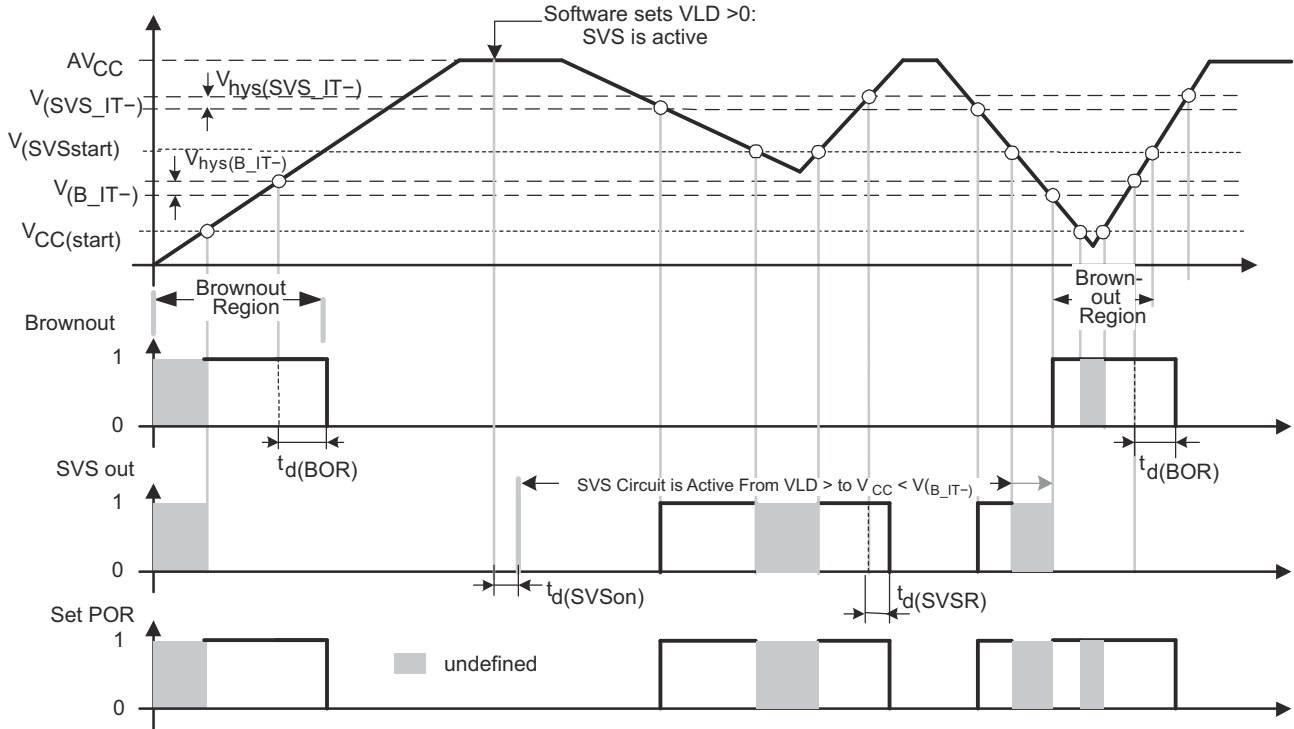 Software sets VLD >0:
SVS is active
AVCC
Vhys(SVS_IT−)
V(SVS_IT−)
V(SVSstart)
Vhys(B_IT−)
V(B_IT−)
VCC(start)
Brownout
Region
Brown-
out
Region
Brownout
1
0
td(BOR)
td(BOR)
SVS out
SVS Circuit is Active From VLD > to VCC < V(B_IT−)
1
0
td(SVSon)
td(SVSR)
Set POR
1
undefined
0